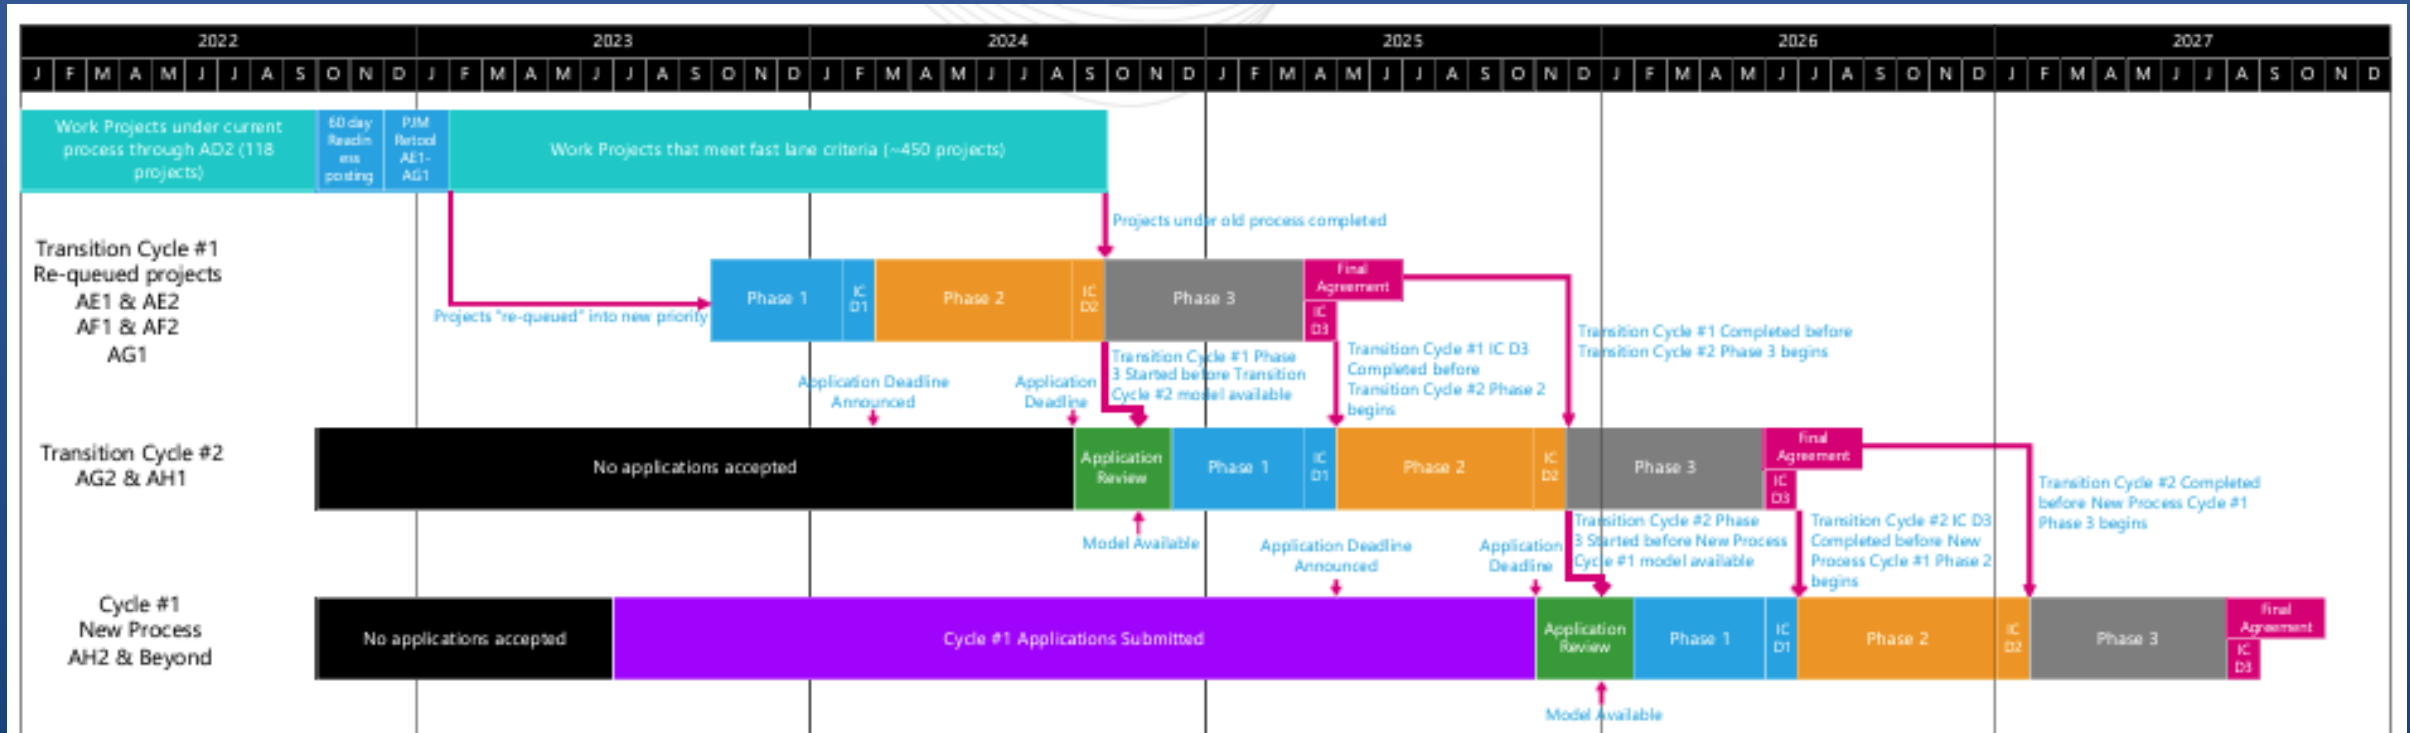 2022 2023 2024 2025 2026 2027
J F M A M J J A S O N D J F M A M J J A S O N D J F M A M J J A S O N D J F M A M J J A S O N D J F M A M J J A S O N D J F M A M J J A S O N D
Work Projects under current
process through AD2 (118
projects)
60 day
Readin
ess
posting
PJM
Retool
AE1-
AG1
Work Projects that meet fast lane criteria (~450 projects)
Projects under old process completed
Transition Cycle #1
Re-queued projects
AE1 & AE2
AF1 & AF2
AG1
Projects "re-queued" into new priority
Phase 1
IC
D1
Phase 2
IC
D2
Phase 3
Final
Agreement
IC
D3
Transition Cycle #1 Phase
3 Started before Transition
Cycle #2 model available
Transition Cycle #1 IC D3
Completed before
Transition Cycle #2 Phase 2
begins
Transition Cycle #1 Completed before
Transition Cycle #2 Phase 3 begins
Application Deadline
Announced
Application
Deadline
Transition Cycle #2
AG2 & AH1
No applications accepted
Application
Review
Phase 1
IC
D1
Phase 2
IC
D2
Phase 3
Final
Agreement
IC
D3
Model Available
Application Deadline
Announced
Application
Deadline
Transition Cycle #2 Phase
3 Started before New Process
Cycle #1 model available
Transition Cycle #2 IC D3
Completed before New
Process Cycle #1 Phase 2
begins
Transition Cycle #2 Completed
before New Process Cycle #1
Phase 3 begins
Cycle #1
New Process
AH2 & Beyond
No applications accepted
Cycle #1 Applications Submitted
Application
Review
Phase 1
IC
D1
Phase 2
IC
D2
Phase 3
Final
Agreement
IC
D3
Model Available